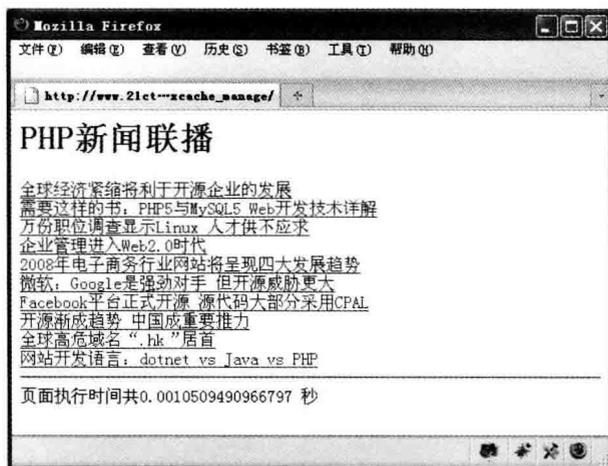 Mozilla Firefox
文件(F) 编辑(E) 查看(V) 历史(S) 书签(B) 工具(T) 帮助(H)
http://www.21ct···xcache_manage/
PHP新闻联播
全球经济紧缩将利于开源企业的发展
需要这样的书：PHP5与MySQL5 Web开发技术详解
万份职位调查显示Linux 人才供不应求
企业管理进入Web2.0时代
2008年电子商务行业网站将呈现四大发展趋势
微软：Google是强劲对手 但开源威胁更大
Facebook平台正式开源 源代码大部分采用CPAL
开源渐成趋势 中国成重要推力
全球高危域名“.hk”居首
网站开发语言：dotnet vs Java vs PHP
页面执行时间共0.0010509490966797 秒